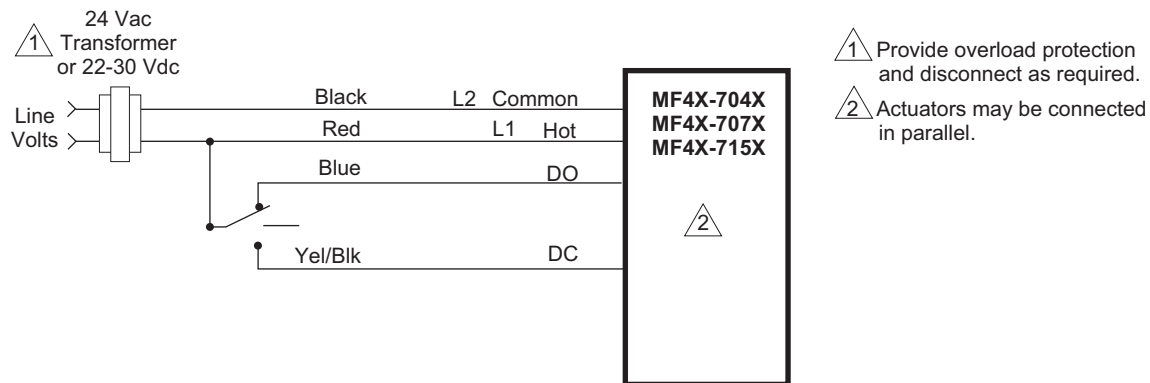 24 Vac
Transformer
or 22-30 Vdc
1
Line
Volts
Black
L2 Common
Red
L1 Hot
Blue
DO
Yel/Blk
DC
MF4X-704X
MF4X-707X
MF4X-715X
2
1 Provide overload protection
and disconnect as required.
2 Actuators may be connected
in parallel.